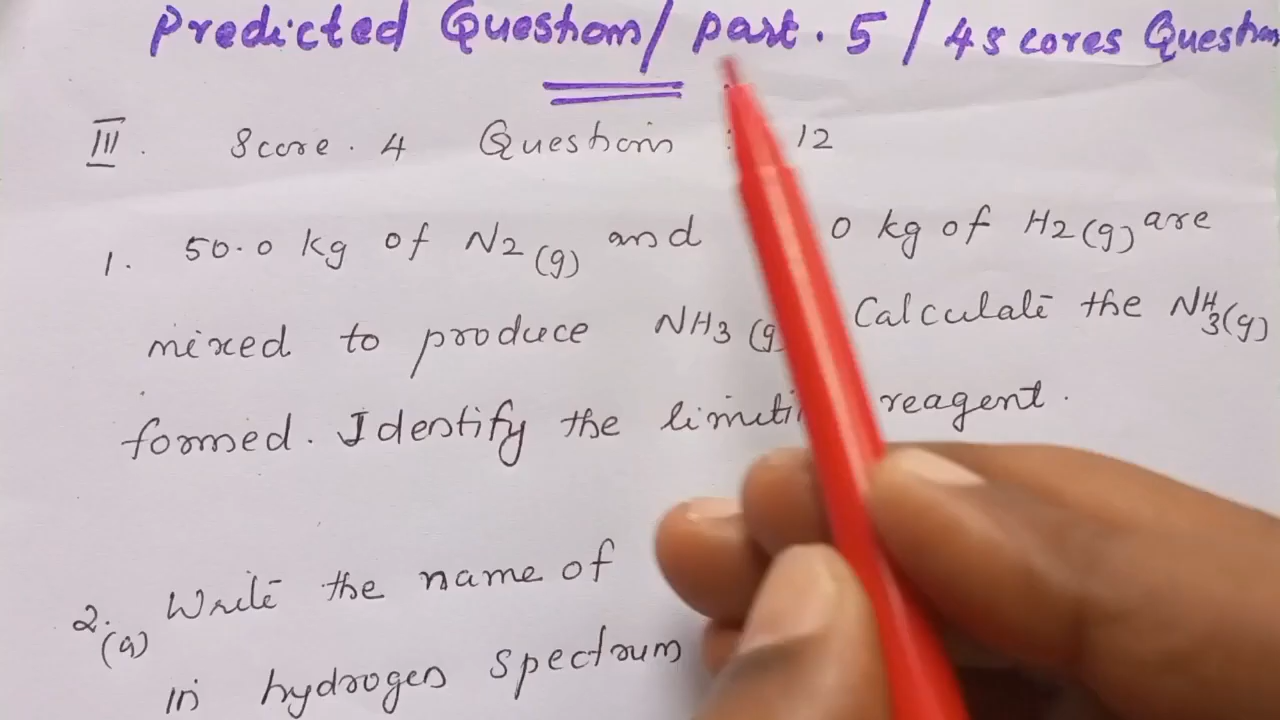 Predicted Question/ part. 5 / 4 scores Question
III. Score. 4 Question : 12
1. 50.0 kg of N2(g) and 0 kg of H2(g) are
mixed to produce NH3(g) Calculate the NH3(g)
formed. Identify the reagent.
2. (a) Write the name of
in hydrogen spectrum